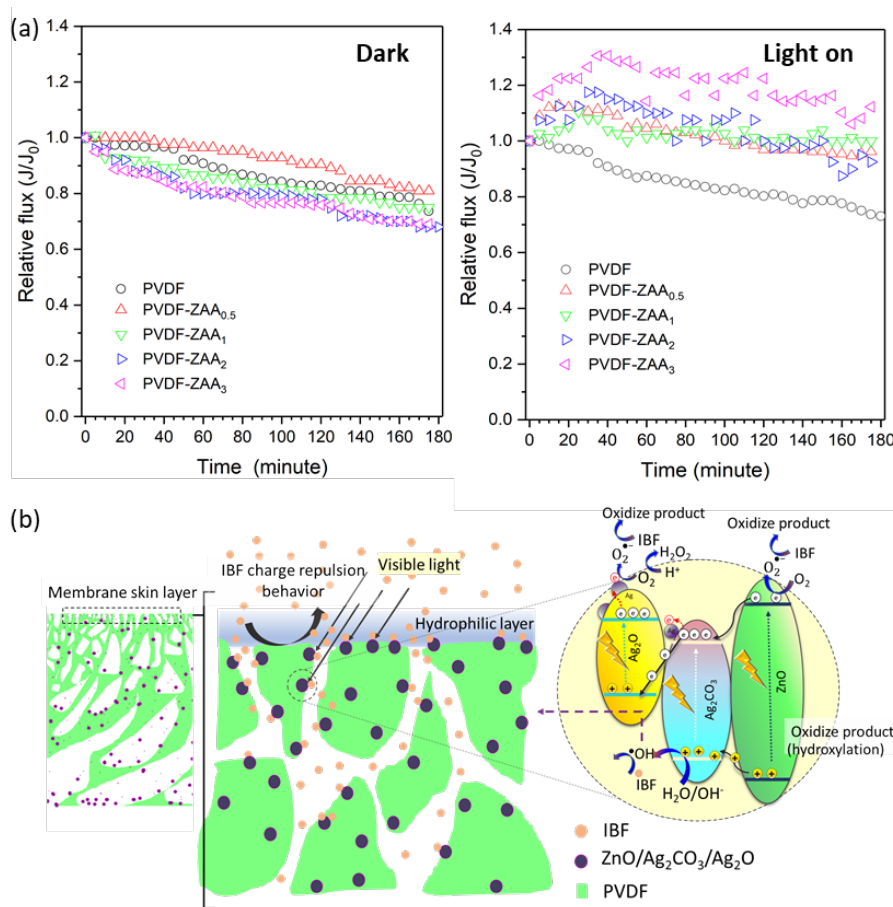 (a)
Dark
Relative flux (J/J₀)
1.4
1.2
1.0
0.8
0.6
0.4
0.2
0.0
PVDF
PVDF-ZAA₀.₅
PVDF-ZAA₁
PVDF-ZAA₂
PVDF-ZAA₃
0 20 40 60 80 100 120 140 160 180
Time (minute)
Light on
Relative flux (J/J₀)
1.4
1.2
1.0
0.8
0.6
0.4
0.2
0.0
PVDF
PVDF-ZAA₀.₅
PVDF-ZAA₁
PVDF-ZAA₂
PVDF-ZAA₃
0 20 40 60 80 100 120 140 160 180
Time (minute)
(b)
Membrane skin layer
IBF charge repulsion
behavior
Visible light
Hydrophilic layer
Oxidize product
IBF
O₂•⁻
O₂
H₂O₂
H⁺
Oxidize product
IBF
O₂•⁻
O₂
Ag
Ag₂O
Ag₂CO₃
ZnO
Oxidize product
(hydroxylation)
•OH
IBF
H₂O/OH⁻
IBF
ZnO/Ag₂CO₃/Ag₂O
PVDF